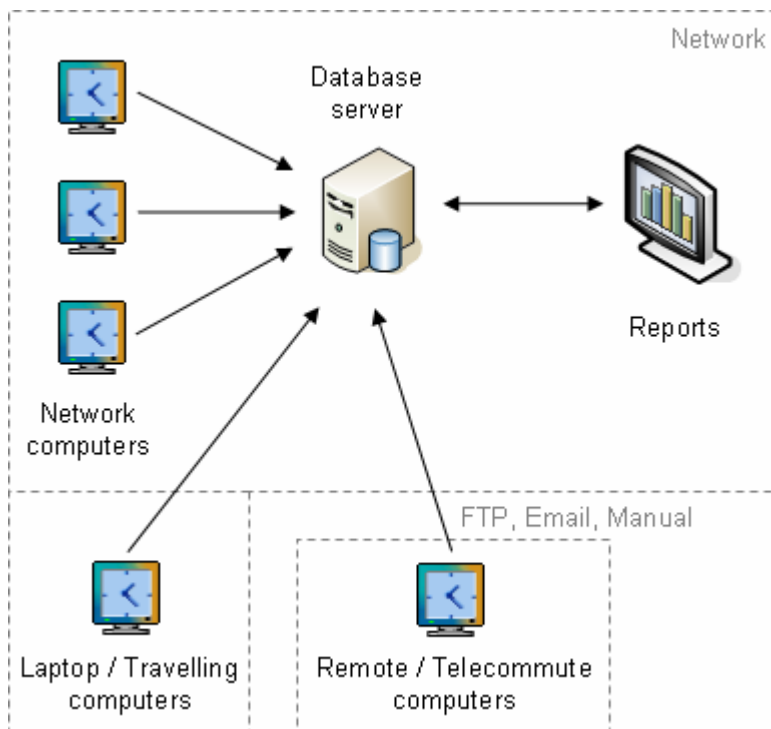 Network
Database
server
Reports
Network
computers
FTP, Email, Manual
Laptop / Travelling
computers
Remote / Telecommute
computers